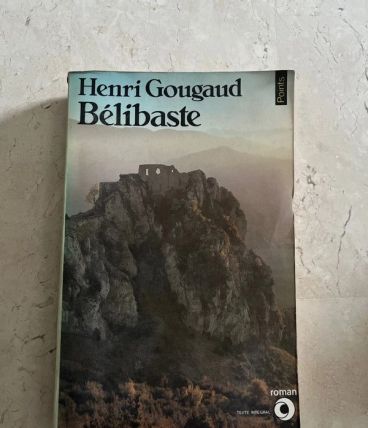 Henri Gougaud
Bélibaste
Points
roman
TEXTE INTÉGRAL